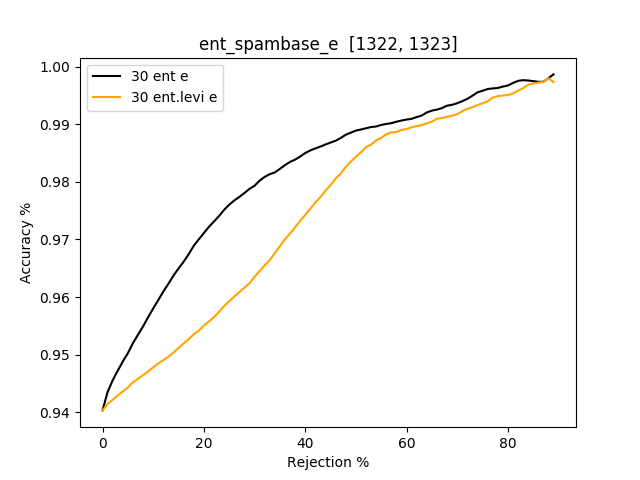 ent_spambase_e  [1322, 1323]
30 ent e
30 ent.levi e
1.00
0.99
0.98
0.97
0.96
0.95
0.94
Accuracy %
0
20
40
60
80
Rejection %